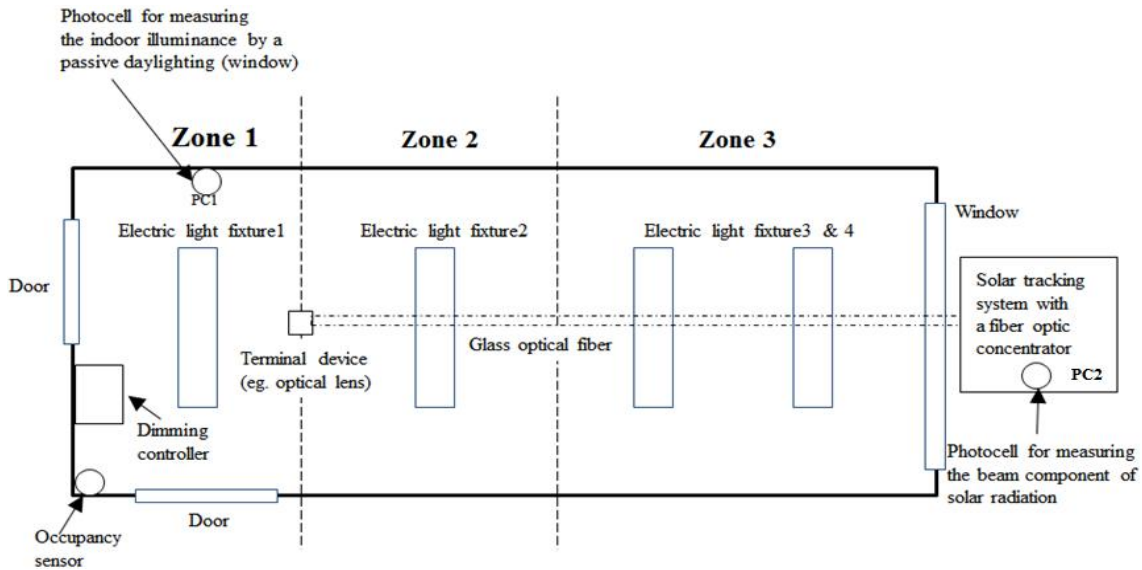 Photocell for measuring
the indoor illuminance by a
passive daylighting (window)
Zone 1
Zone 2
Zone 3
PC1
Window
Electric light fixture1
Electric light fixture2
Electric light fixture3 & 4
Door
Solar tracking
system with
a fiber optic
concentrator
PC2
Glass optical fiber
Terminal device
(eg. optical lens)
Dimming
controller
Photocell for measuring
the beam component of
solar radiation
Door
Occupancy
sensor